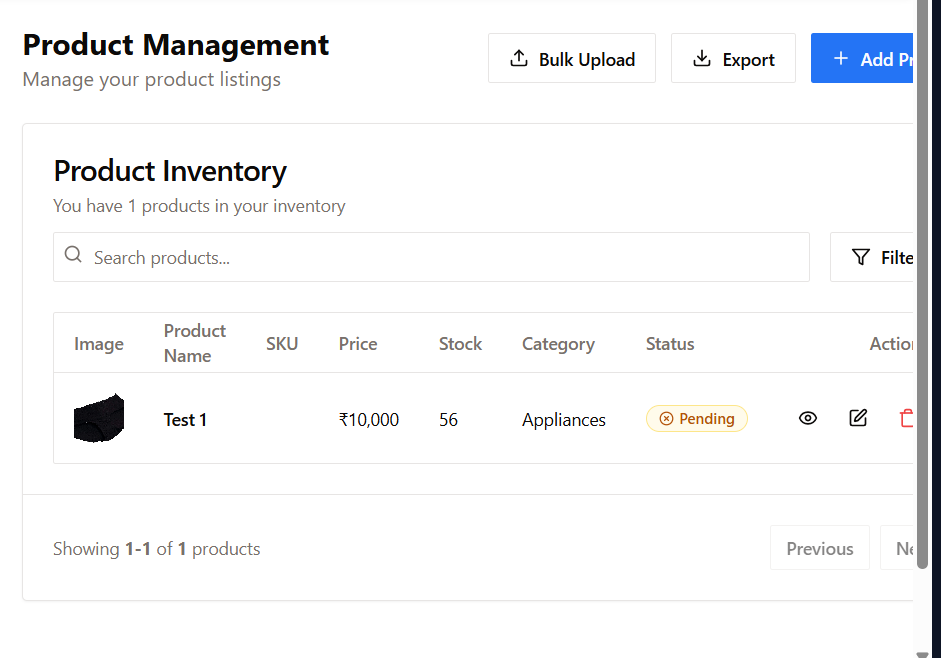 Product Management
Manage your product listings
Bulk Upload
Export
Add Pr
Product Inventory
You have 1 products in your inventory
Search products...
Filte
Image Product Name SKU Price Stock Category Status Action
Test 1 ₹10,000 56 Appliances Pending
Showing 1-1 of 1 products
Previous
Ne